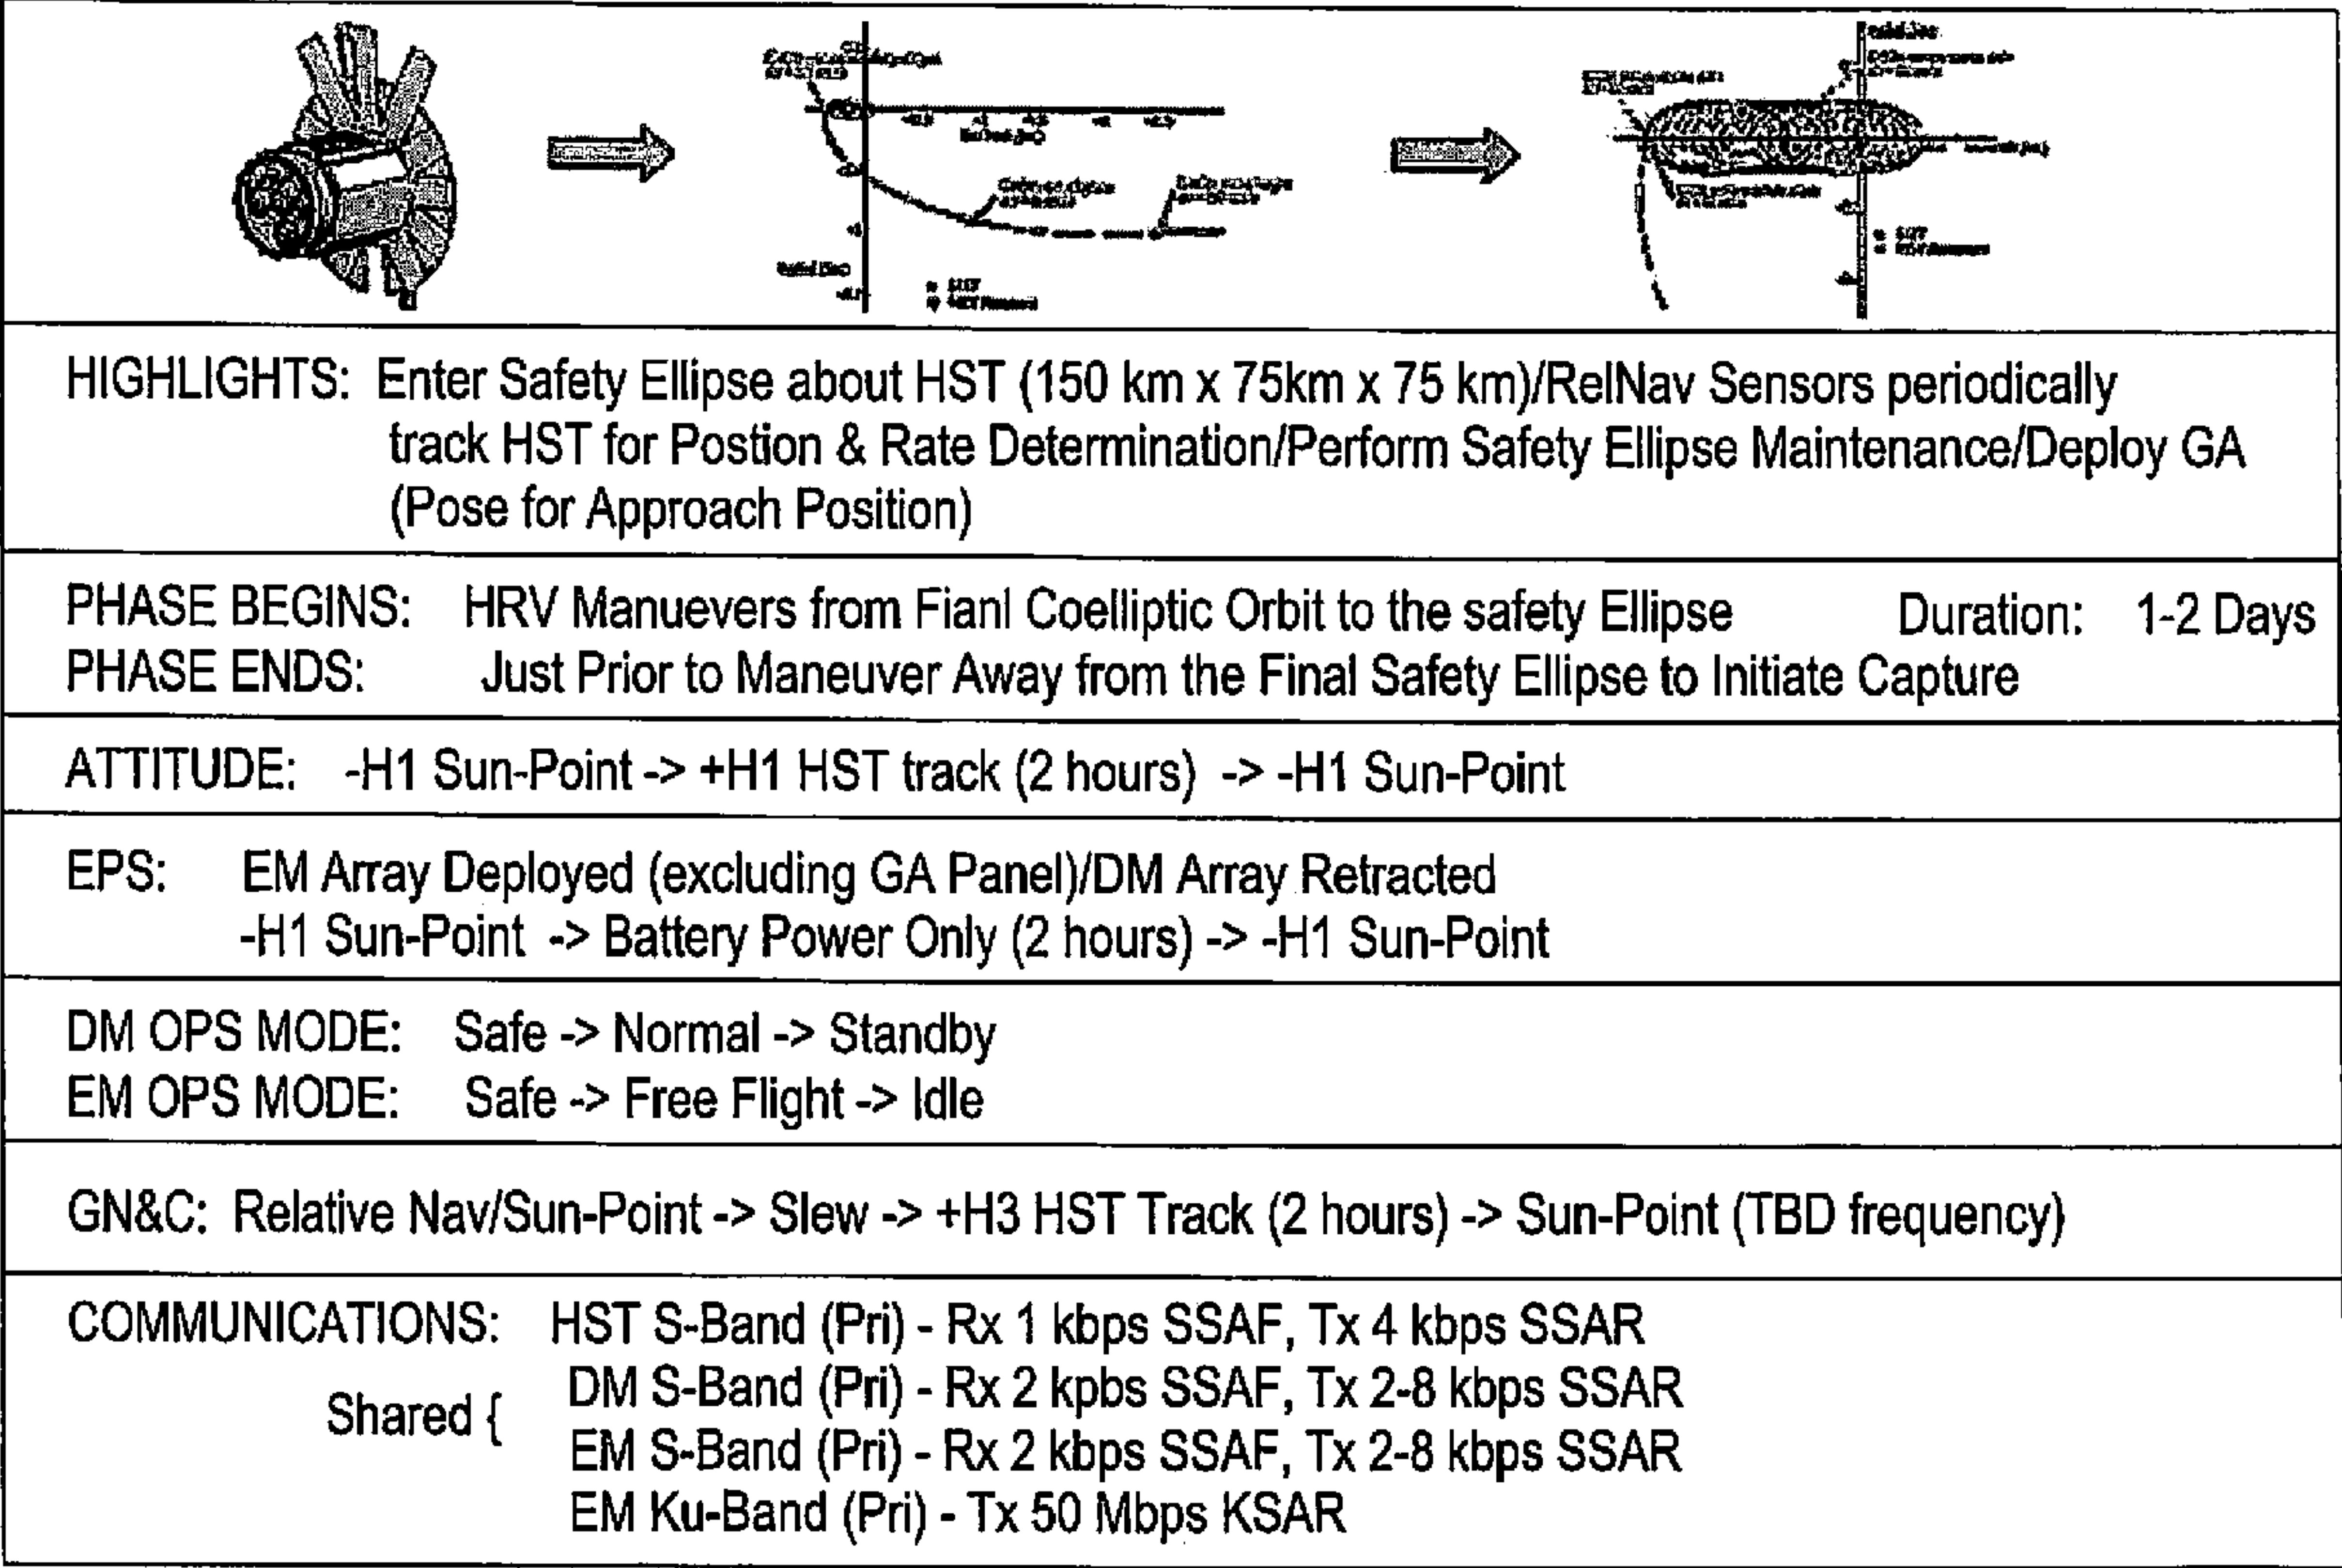 HIGHLIGHTS: Enter Safety Ellipse about HST (150 km x 75km x 75 km)/RelNav Sensors periodically
track HST for Postion & Rate Determination/Perform Safety Ellipse Maintenance/Deploy GA
(Pose for Approach Position)
PHASE BEGINS: HRV Manuevers from Fianl Coelliptic Orbit to the safety Ellipse Duration: 1-2 Days
PHASE ENDS: Just Prior to Maneuver Away from the Final Safety Ellipse to Initiate Capture
ATTITUDE: -H1 Sun-Point -> +H1 HST track (2 hours) -> -H1 Sun-Point
EPS: EM Array Deployed (excluding GA Panel)/DM Array Retracted
-H1 Sun-Point -> Battery Power Only (2 hours) -> -H1 Sun-Point
DM OPS MODE: Safe -> Normal -> Standby
EM OPS MODE: Safe -> Free Flight -> Idle
GN&C: Relative Nav/Sun-Point -> Slew -> +H3 HST Track (2 hours) -> Sun-Point (TBD frequency)
COMMUNICATIONS: HST S-Band (Pri) - Rx 1 kbps SSAF, Tx 4 kbps SSAR
DM S-Band (Pri) - Rx 2 kpbs SSAF, Tx 2-8 kbps SSAR
Shared {
EM S-Band (Pri) - Rx 2 kbps SSAF, Tx 2-8 kbps SSAR
EM Ku-Band (Pri) - Tx 50 Mbps KSAR